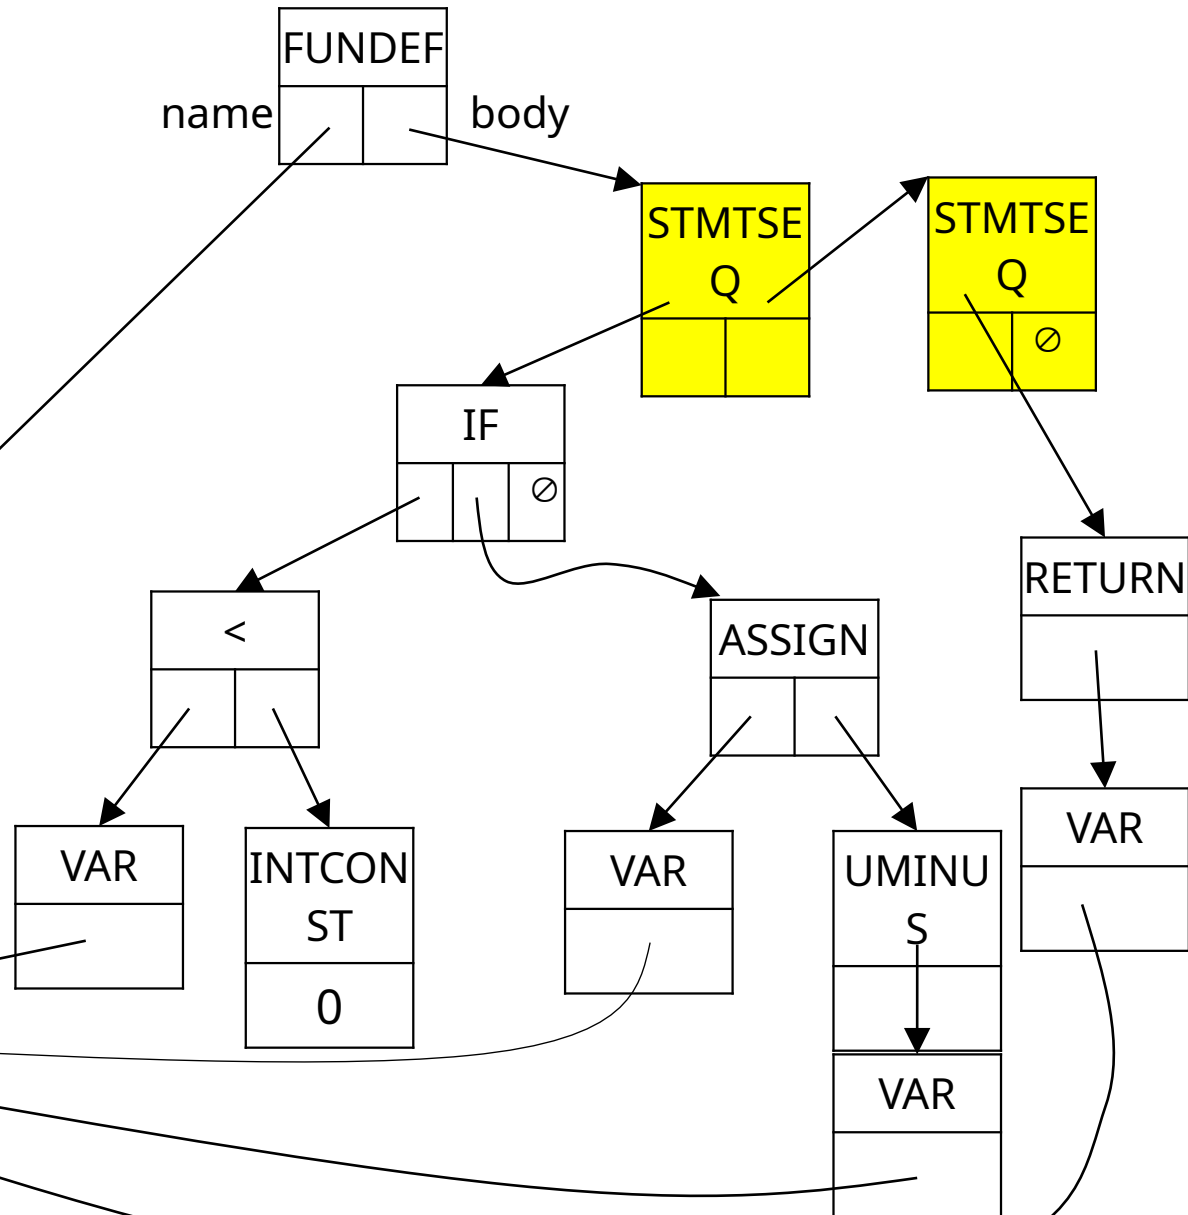 FUNDEF
name
body
STMTSE
Q
STMTSE
Q
∅
IF
∅
<
RETURN
ASSIGN
VAR
INTCON
ST
0
VAR
UMINU
S
VAR
VAR